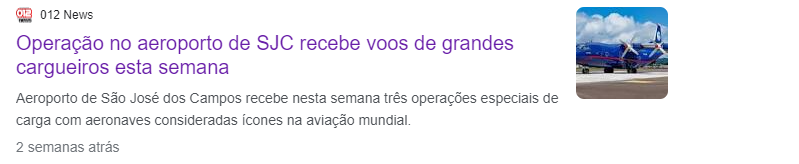 012 News
Operação no aeroporto de SJC recebe voos de grandes
cargueiros esta semana
Aeroporto de São José dos Campos recebe nesta semana três operações especiais de
carga com aeronaves consideradas ícones na aviação mundial.
2 semanas atrás